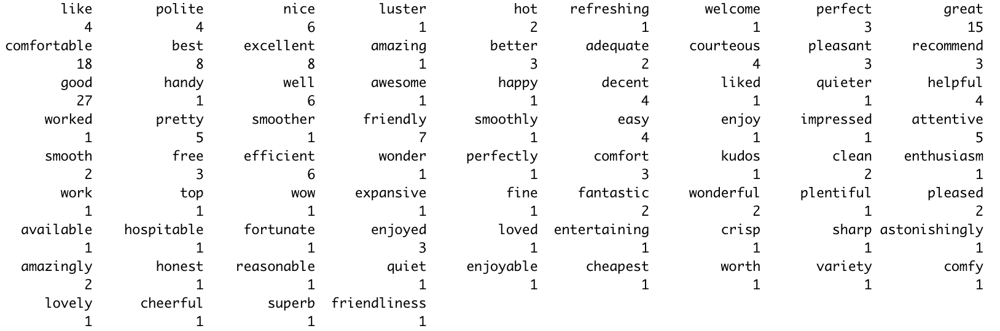 like polite nice luster hot refreshing welcome perfect great
4 4 6 1 2 1 1 3 15
comfortable best excellent amazing better adequate courteous pleasant recommend
18 8 8 1 3 2 4 3 3
good handy well awesome happy decent liked quieter helpful
27 1 6 1 1 4 1 1 4
worked pretty smoother friendly smoothly easy enjoy impressed attentive
1 5 1 7 1 4 1 1 5
smooth free efficient wonder perfectly comfort kudos clean enthusiasm
2 3 6 1 1 3 1 2 1
work top wow expansive fine fantastic wonderful plentiful pleased
1 1 1 1 1 2 2 1 2
available hospitable fortunate enjoyed loved entertaining crisp sharp astonishingly
1 1 1 3 1 1 1 1 1
amazingly honest reasonable quiet enjoyable cheapest worth variety comfy
2 1 1 1 1 1 1 1 1
lovely cheerful superb friendliness
1 1 1 1